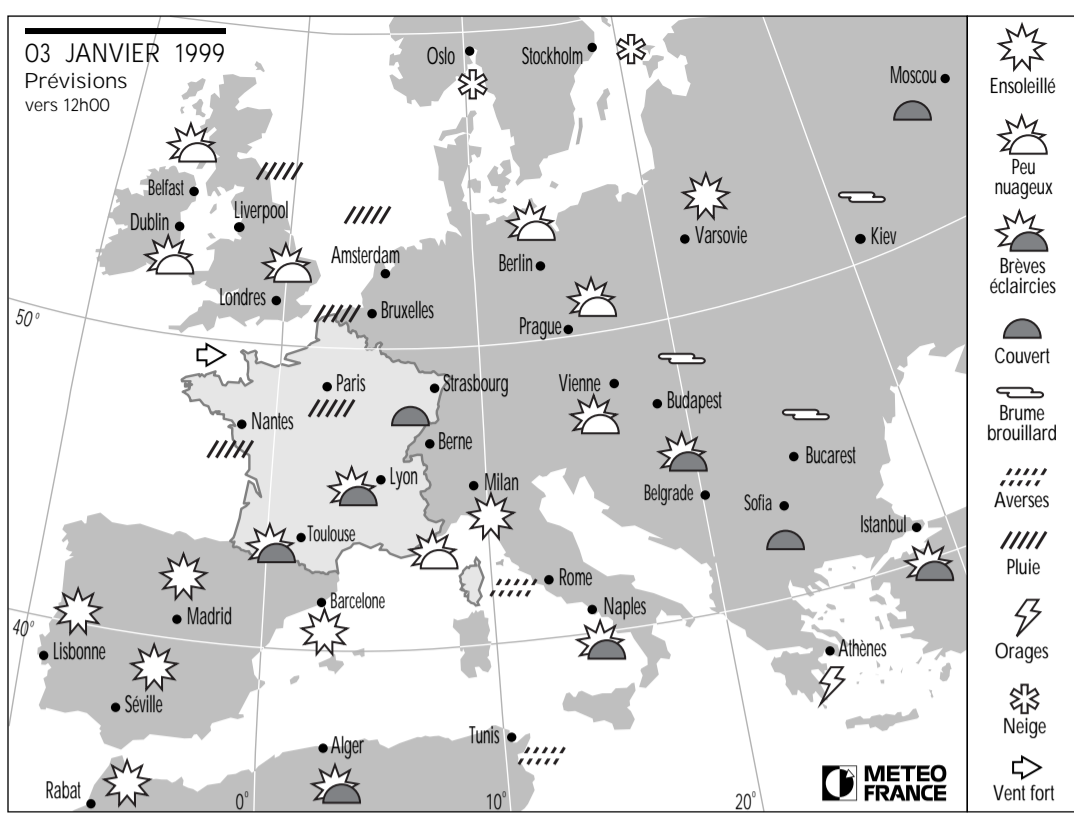 03 JANVIER 1999
Prévisions
vers 12h00
Oslo
Stockholm
Moscou
Belfast
Dublin
Liverpool
Amsterdam
Londres
Bruxelles
Berlin
Varsovie
Kiev
Prague
50°
Paris
Strasbourg
Vienne
Budapest
Nantes
Berne
Bucarest
Lyon
Milan
Belgrade
Sofia
Istanbul
Toulouse
Rome
Barcelone
Naples
Madrid
40°
Lisbonne
Athènes
Séville
Alger
Tunis
Rabat
0°
10°
20°
METEO
FRANCE
Ensoleillé
Peu
nuageux
Brèves
éclaircies
Couvert
Brume
brouillard
Averses
Pluie
Orages
Neige
Vent fort